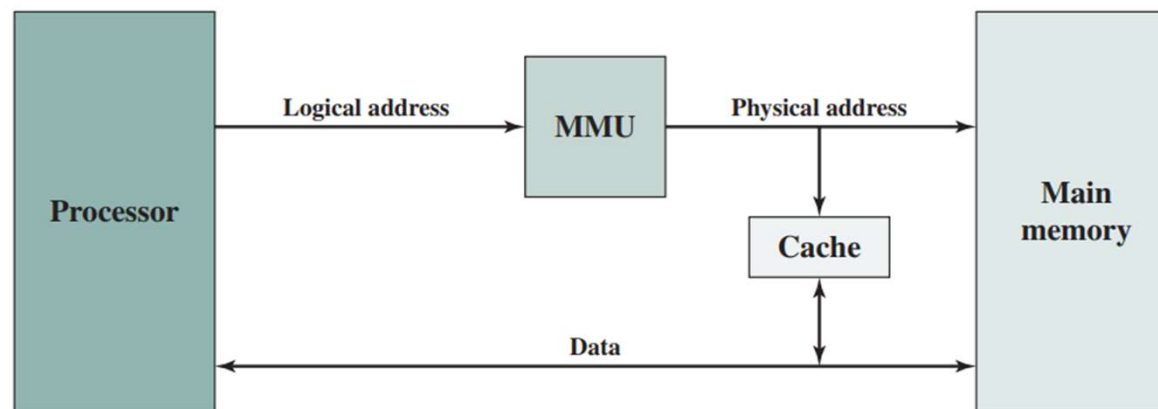 Logical address
Physical address
MMU
Processor
Main
memory
Cache
Data